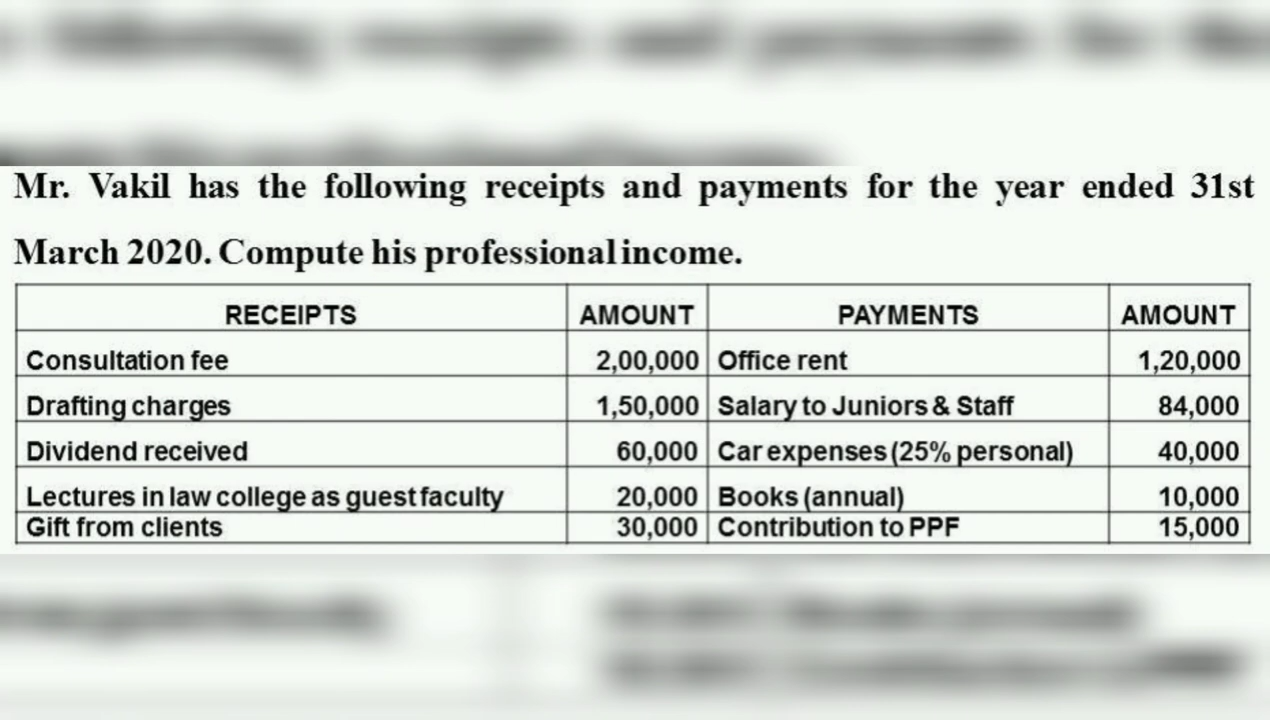 Mr. Vakil has the following receipts and payments for the year ended 31st
March 2020. Compute his professional income.
RECEIPTS AMOUNT PAYMENTS AMOUNT
Consultation fee 2,00,000 Office rent 1,20,000
Drafting charges 1,50,000 Salary to Juniors & Staff 84,000
Dividend received 60,000 Car expenses (25% personal) 40,000
Lectures in law college as guest faculty 20,000 Books (annual) 10,000
Gift from clients 30,000 Contribution to PPF 15,000